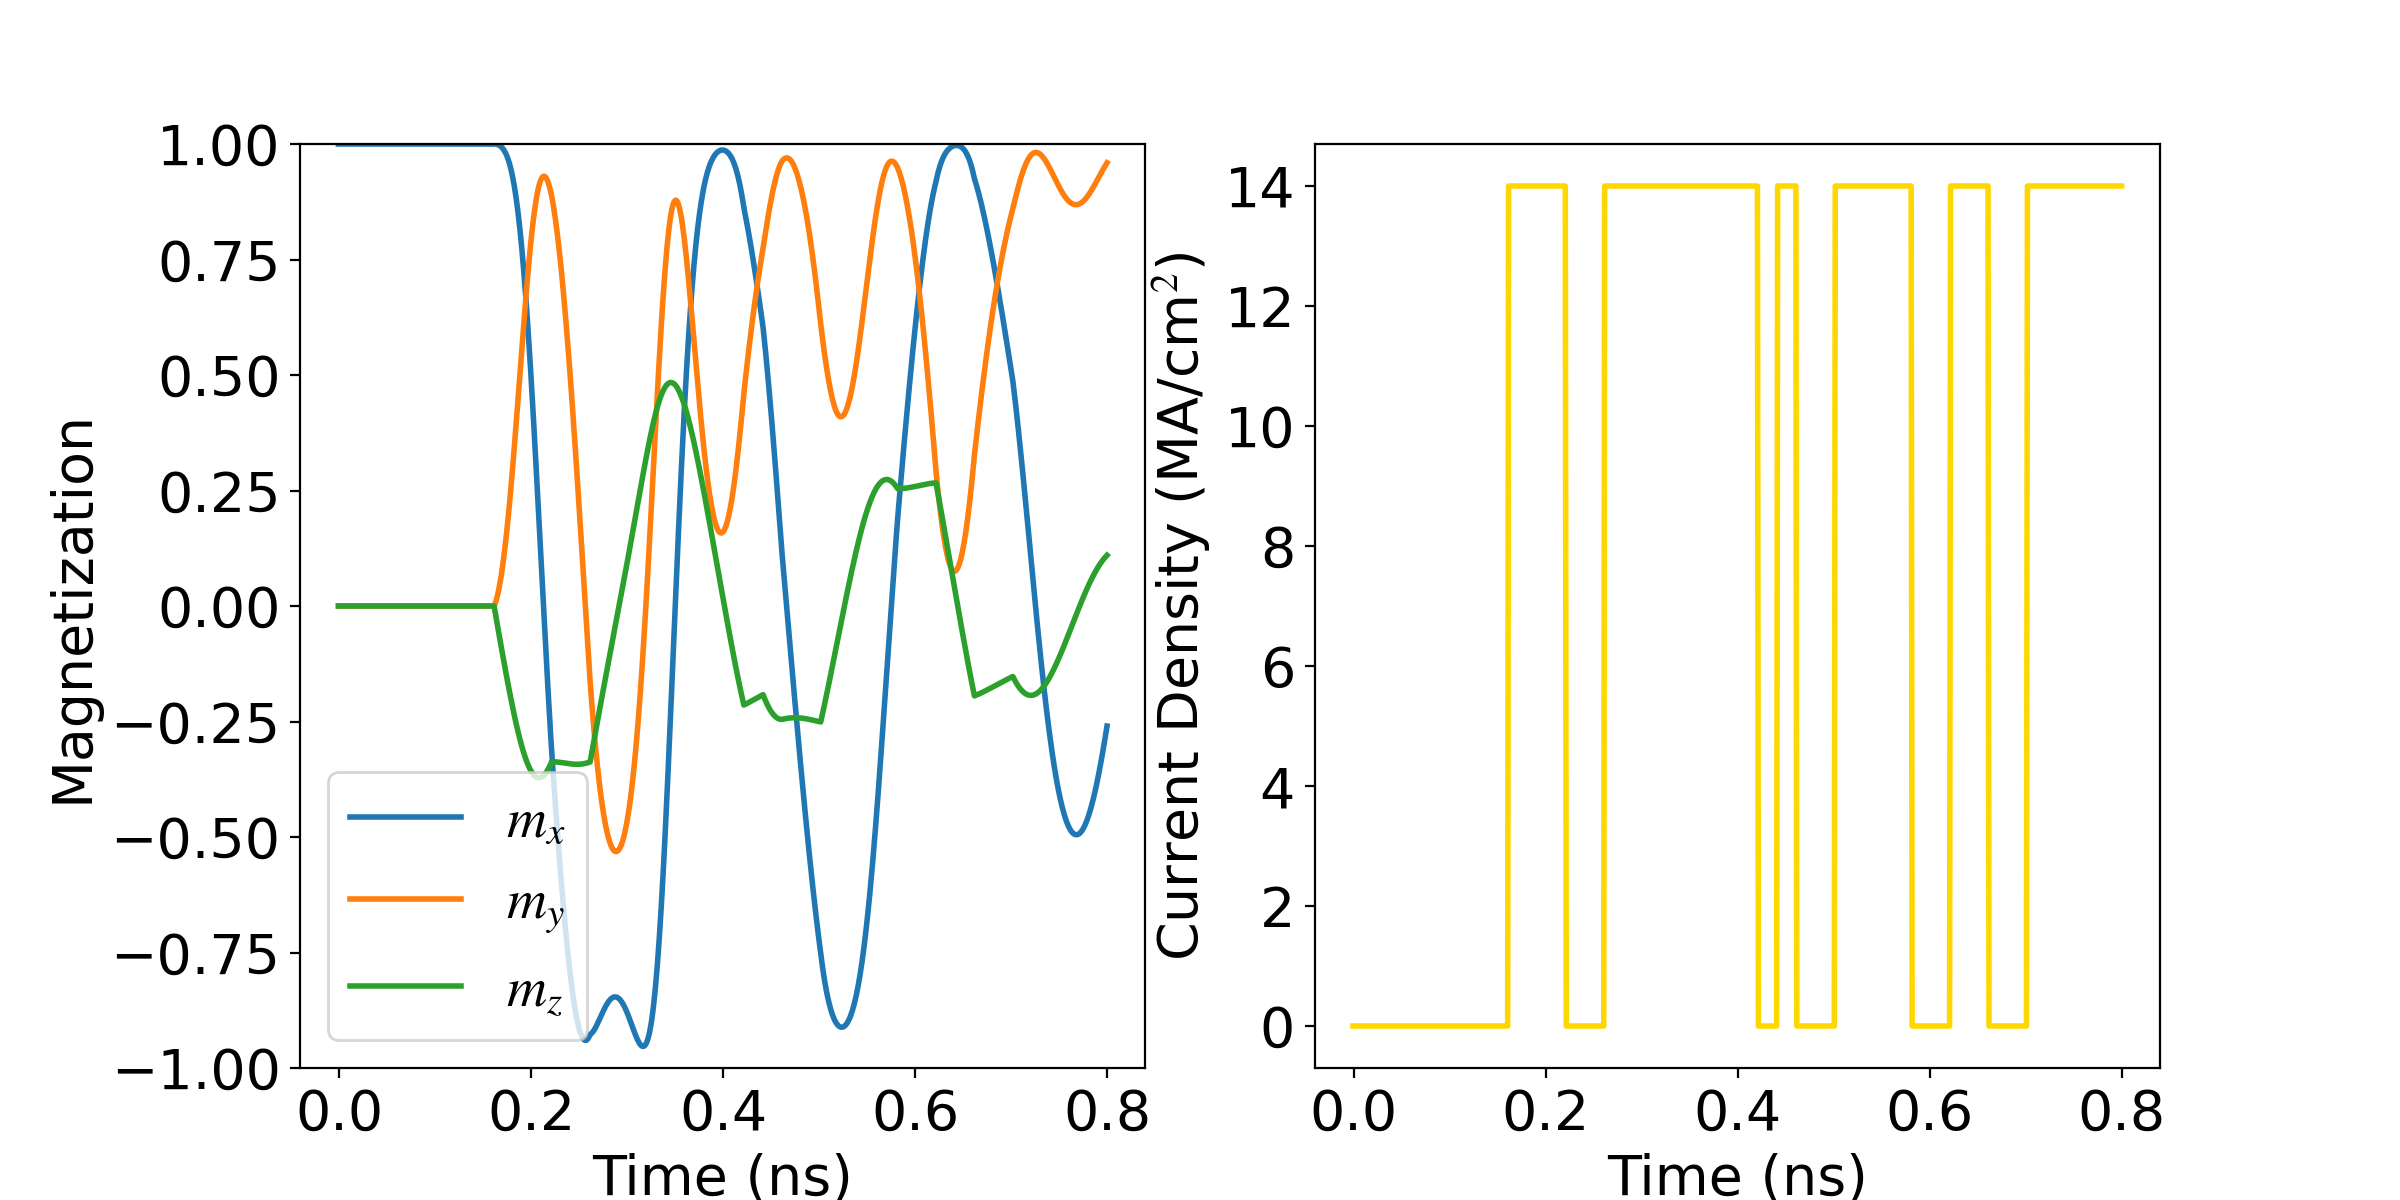 1.00
0.75
0.50
0.25
0.00
−0.25
−0.50
−0.75
−1.00
Magnetization
m_x
m_y
m_z
0.0 0.2 0.4 0.6 0.8
Time (ns)
14
12
10
8
6
4
2
0
Current Density (MA/cm²)
0.0 0.2 0.4 0.6 0.8
Time (ns)